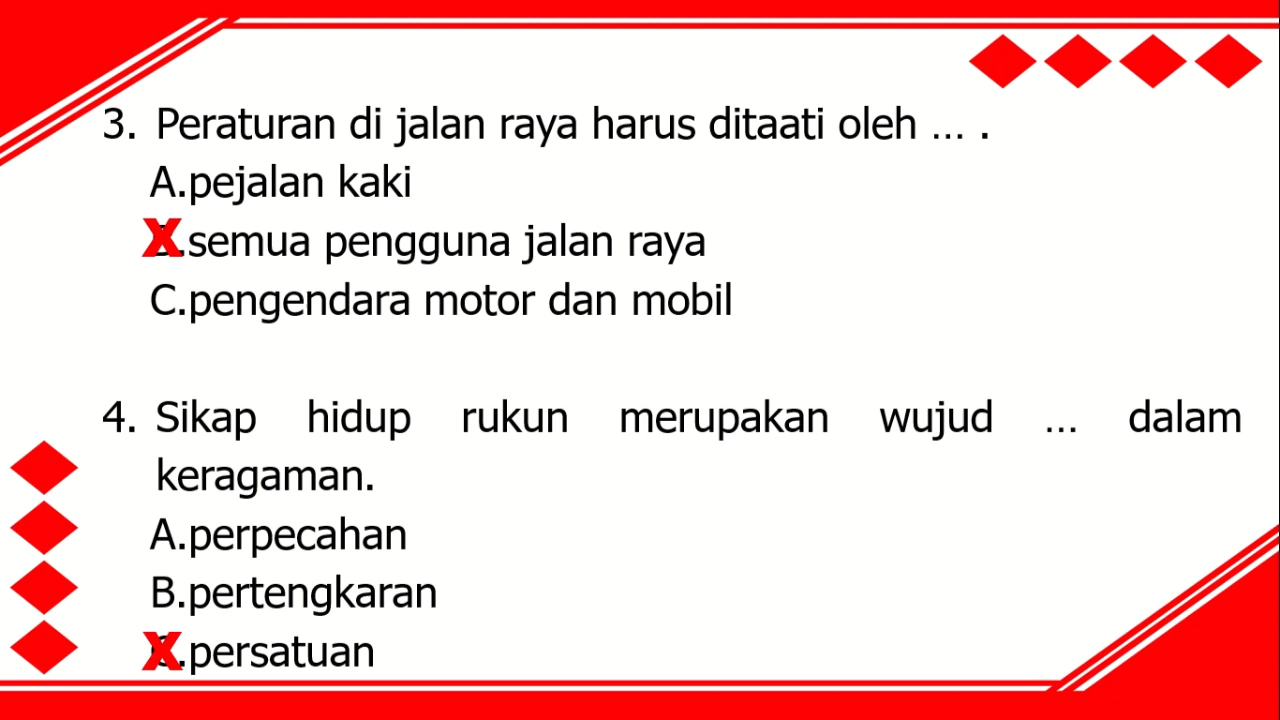 3. Peraturan di jalan raya harus ditaati oleh ... .
A.pejalan kaki
X.semua pengguna jalan raya
C.pengendara motor dan mobil
4. Sikap hidup rukun merupakan wujud ... dalam
keragaman.
A.perpecahan
B.pertengkaran
X.persatuan